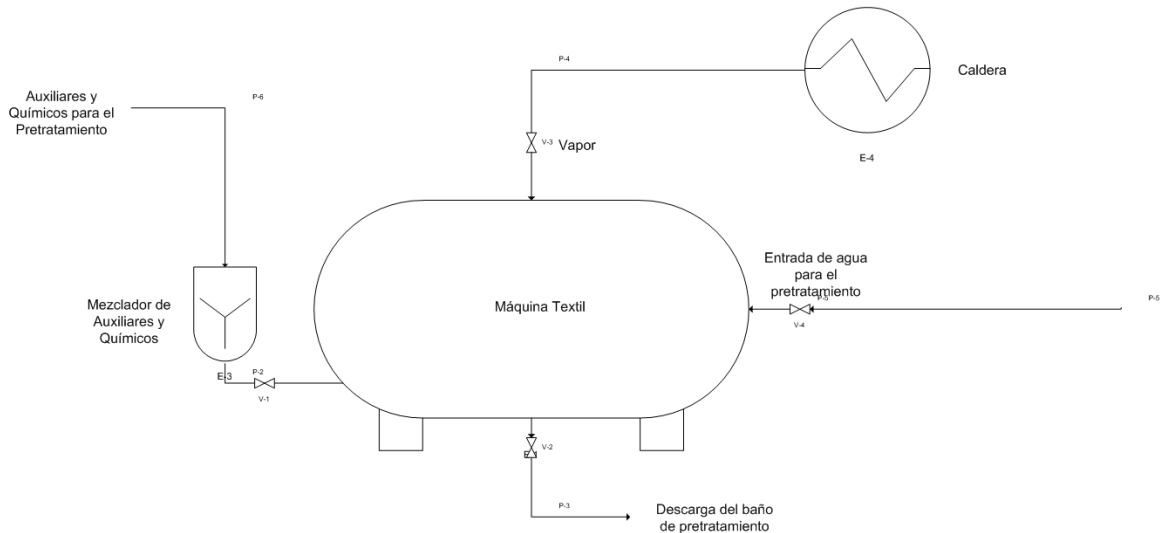 P-4
Caldera
Auxiliares y
Químicos para el
Pretratamiento
P-6
V-3
Vapor
E-4
Entrada de agua
para el
pretratamiento
P-5
V-4
Máquina Textil
Mezclador de
Auxiliares y
Químicos
E-3
P-2
V-1
V-2
P-3
Descarga del baño
de pretratamiento